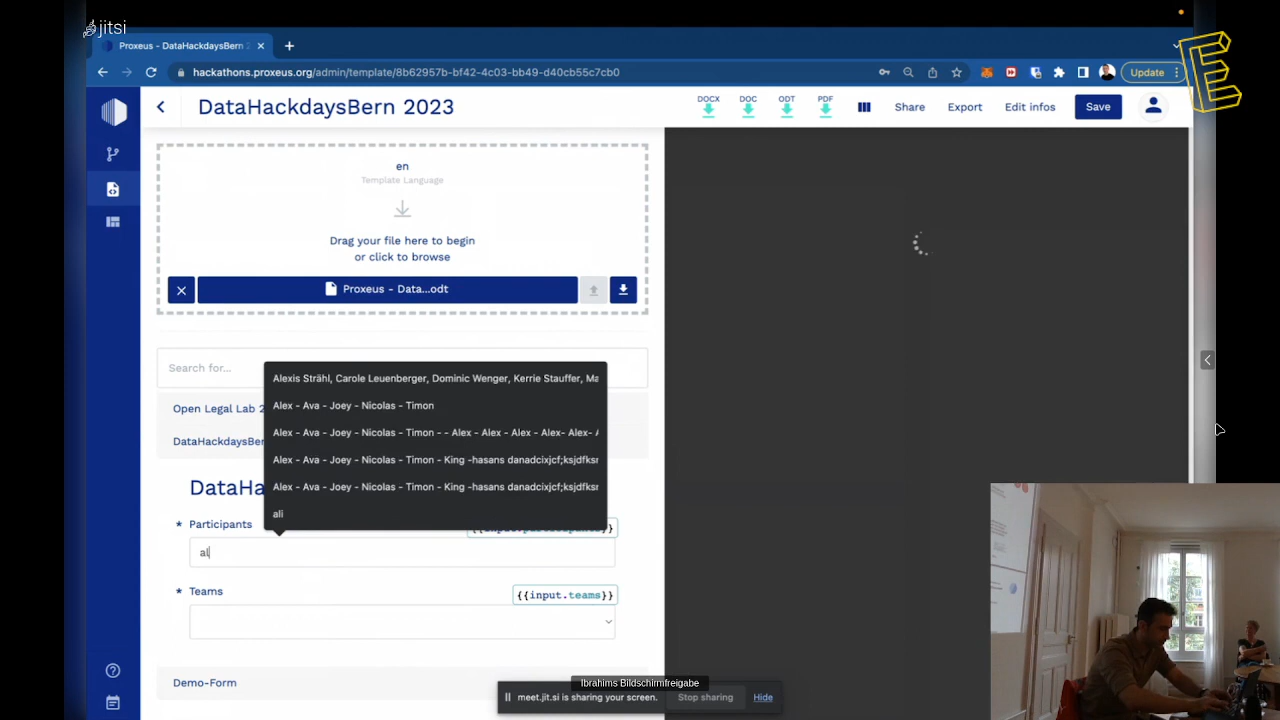 jitsi
Proxeus - DataHackdaysBern 2
hackathons.proxeus.org/admin/template/8b62957b-bf42-4c03-bb49-d40cb55c7cb0
Update
DataHackdaysBern 2023
DOCX
DOC
ODT
PDF
Share
Export
Edit infos
Save
en
Template Language
Drag your file here to begin
or click to browse
Proxeus - Data...odt
Search for...
Alexis Strähl, Carole Leuenberger, Dominic Wenger, Kerrie Stauffer, Ma
Alex - Ava - Joey - Nicolas - Timon
Alex - Ava - Joey - Nicolas - Timon - - Alex - Alex - Alex - Alex- Alex- A
Alex - Ava - Joey - Nicolas - Timon - King -hasans danadcixjcf;ksjdfksr
Alex - Ava - Joey - Nicolas - Timon - King -hasans danadcixjcf;ksjdfksr
ali
Open Legal Lab 2
DataHackdaysBer
DataHa
* Participants
al
* Teams
{{input.teams}}
Demo-Form
Ibrahims Bildschirmfreigabe
meet.jit.si is sharing your screen.
Stop sharing
Hide